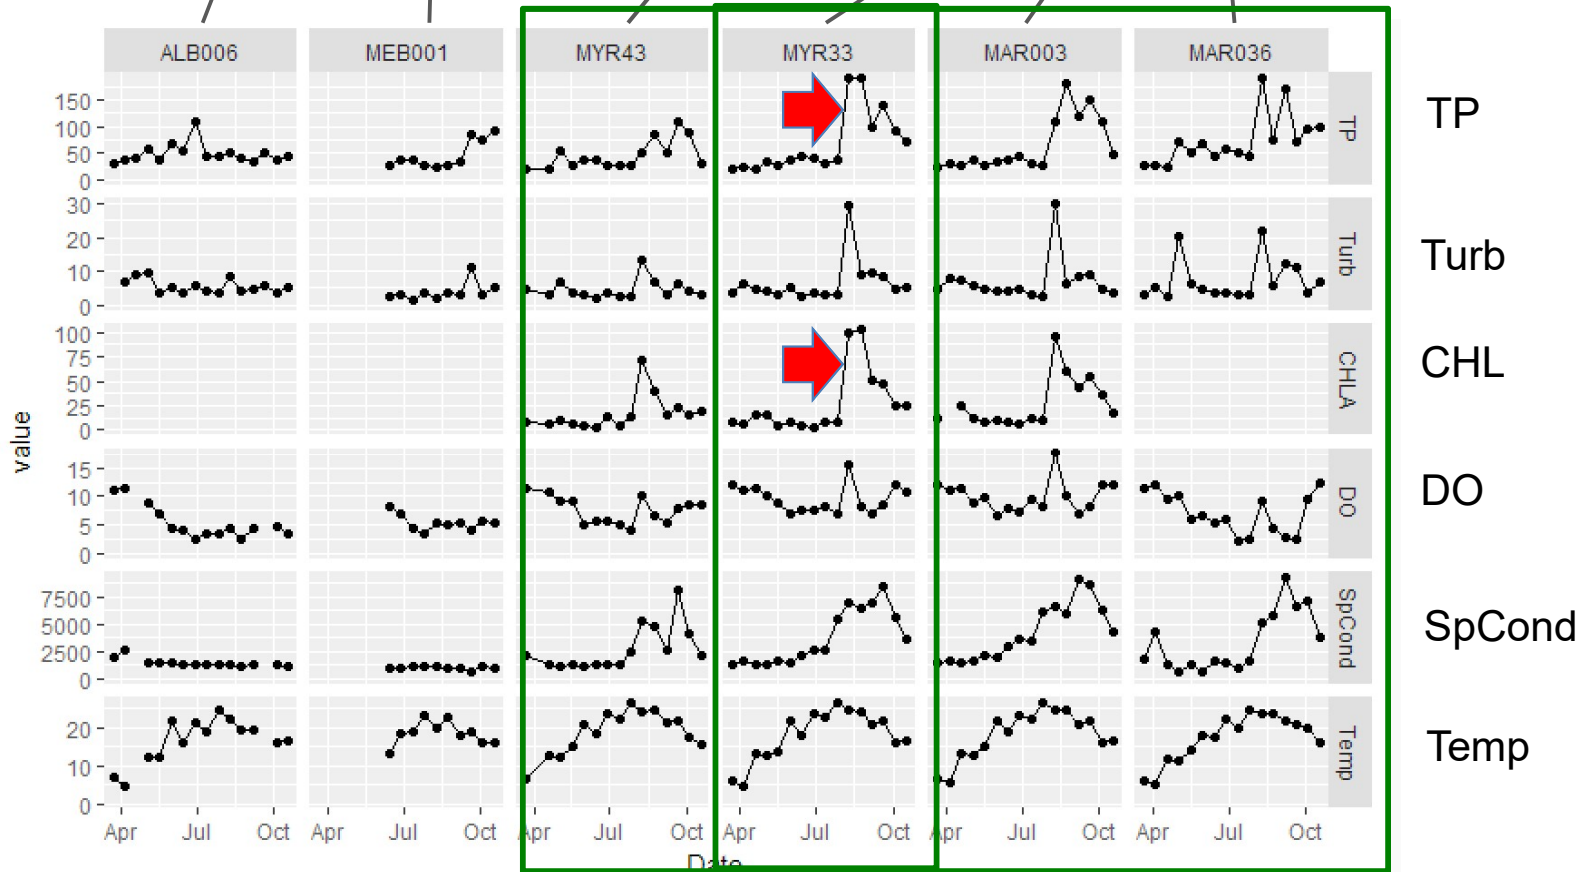 ALB006 MEB001 MYR43 MYR33 MAR003 MAR036
150
100
50
0
TP
TP
30
20
10
0
Turb
Turb
100
75
50
25
0
CHLA
CHL
value
15
10
5
0
DO
DO
7500
5000
2500
0
SpCond
SpCond
20
10
0
Temp
Temp
Apr Jul Oct Apr Jul Oct Apr Jul Oct Apr Jul Oct Apr Jul Oct Apr Jul Oct
Date